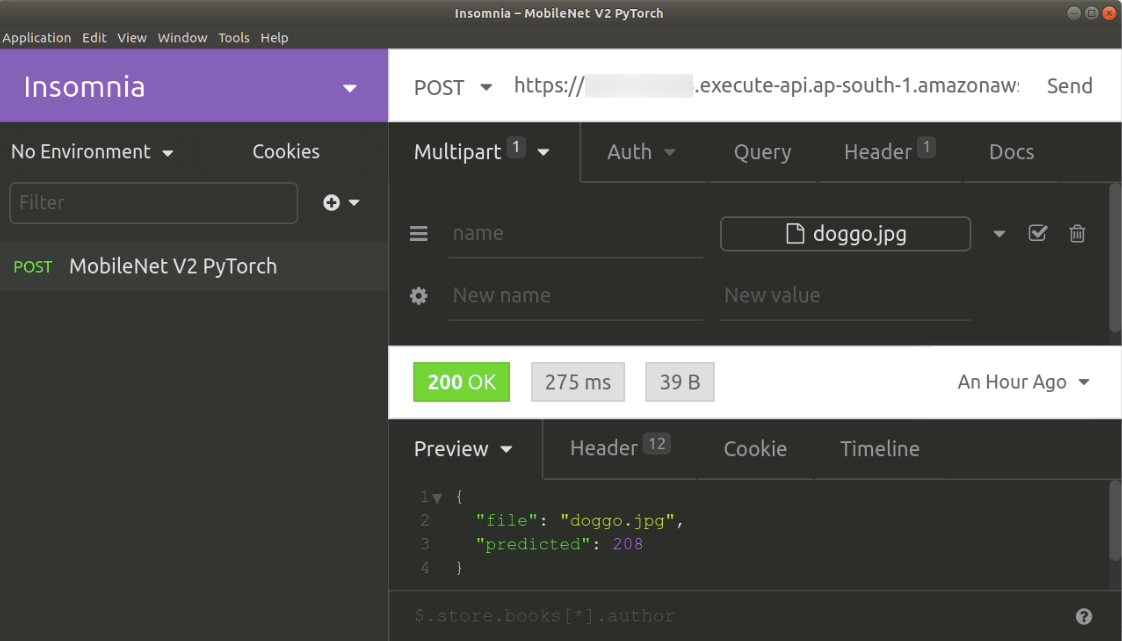 Insomnia – MobileNet V2 PyTorch
Application Edit View Window Tools Help
Insomnia
POST https:// .execute-api.ap-south-1.amazonaws Send
No Environment Cookies
Multipart 1 Auth Query Header 1 Docs
Filter
name doggo.jpg
POST MobileNet V2 PyTorch
New name New value
200 OK 275 ms 39 B An Hour Ago
Preview Header 12 Cookie Timeline
1 {
2 "file": "doggo.jpg",
3 "predicted": 208
4 }
$.store.books[*].author